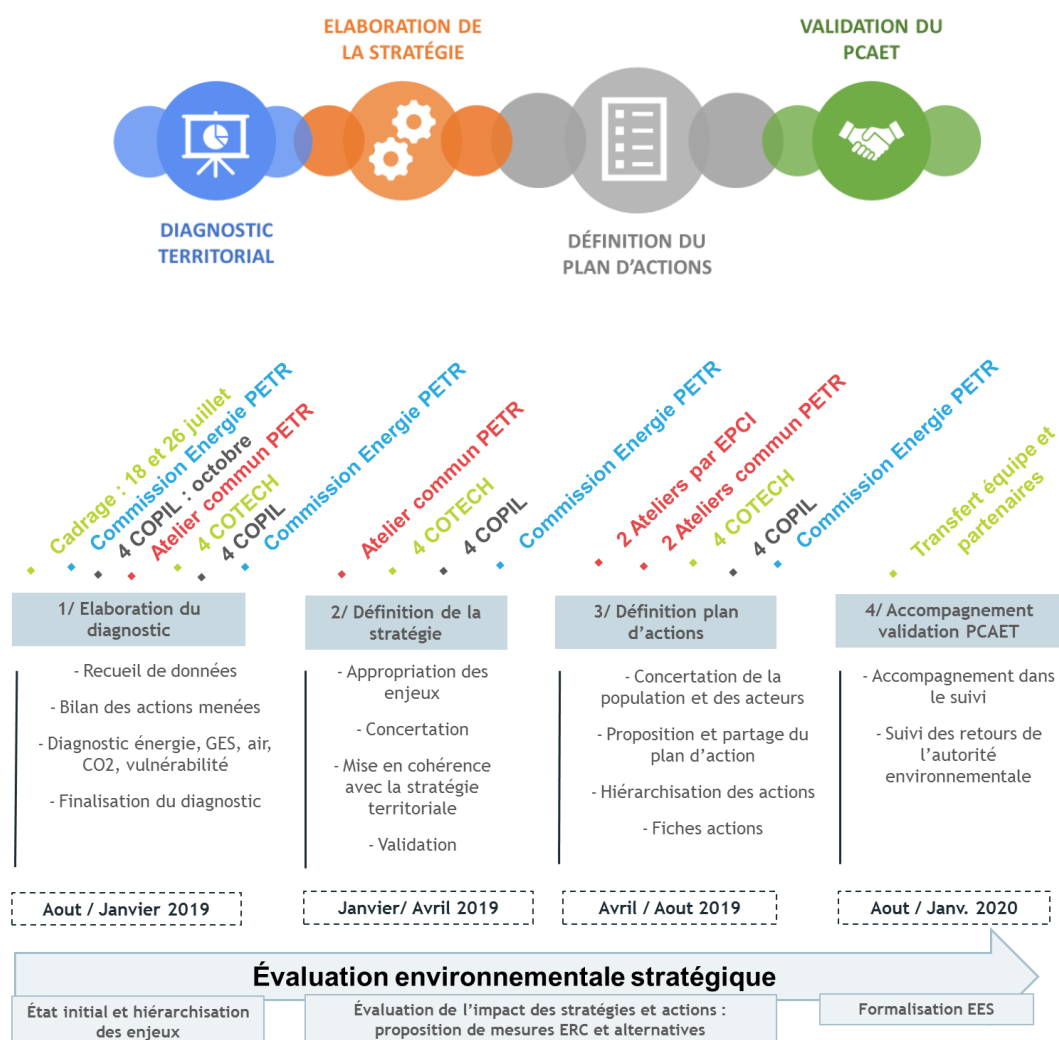 ELABORATION DE
LA STRATÉGIE
VALIDATION DU
PCAET
DIAGNOSTIC
TERRITORIAL
DÉFINITION DU
PLAN D'ACTIONS
Cadrage : 18 et 26 juillet
Commission Energie PETR
4 COPIL : octobre
Atelier commun PETR
4 COTECH
4 COPIL
Commission Energie PETR
Atelier commun PETR
4 COTECH
4 COPIL
Commission Energie PETR
2 Ateliers par EPCI
2 Ateliers commun PETR
4 COTECH
4 COPIL
Commission Energie PETR
Transfert équipe et
partenaires
1/ Elaboration du
diagnostic
- Recueil de données
- Bilan des actions menées
- Diagnostic énergie, GES, air,
CO2, vulnérabilité
- Finalisation du diagnostic
Aout / Janvier 2019
2/ Définition de la
stratégie
- Appropriation des
enjeux
- Concertation
- Mise en cohérence
avec la stratégie
territoriale
- Validation
Janvier/ Avril 2019
3/ Définition plan
d'actions
- Concertation de la
population et des acteurs
- Proposition et partage du
plan d'action
- Hiérarchisation des actions
- Fiches actions
Avril / Aout 2019
4/ Accompagnement
validation PCAET
- Accompagnement dans
le suivi
- Suivi des retours de
l'autorité
environnementale
Aout / Janv. 2020
Évaluation environnementale stratégique
État initial et hiérarchisation
des enjeux
Évaluation de l'impact des stratégies et actions :
proposition de mesures ERC et alternatives
Formalisation EES